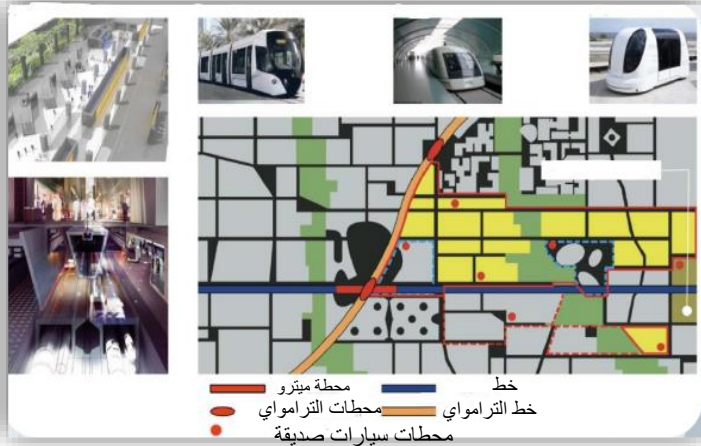 محطة ميترو خط
محطات الترامواي خط الترامواي
محطات سيارات صديقة